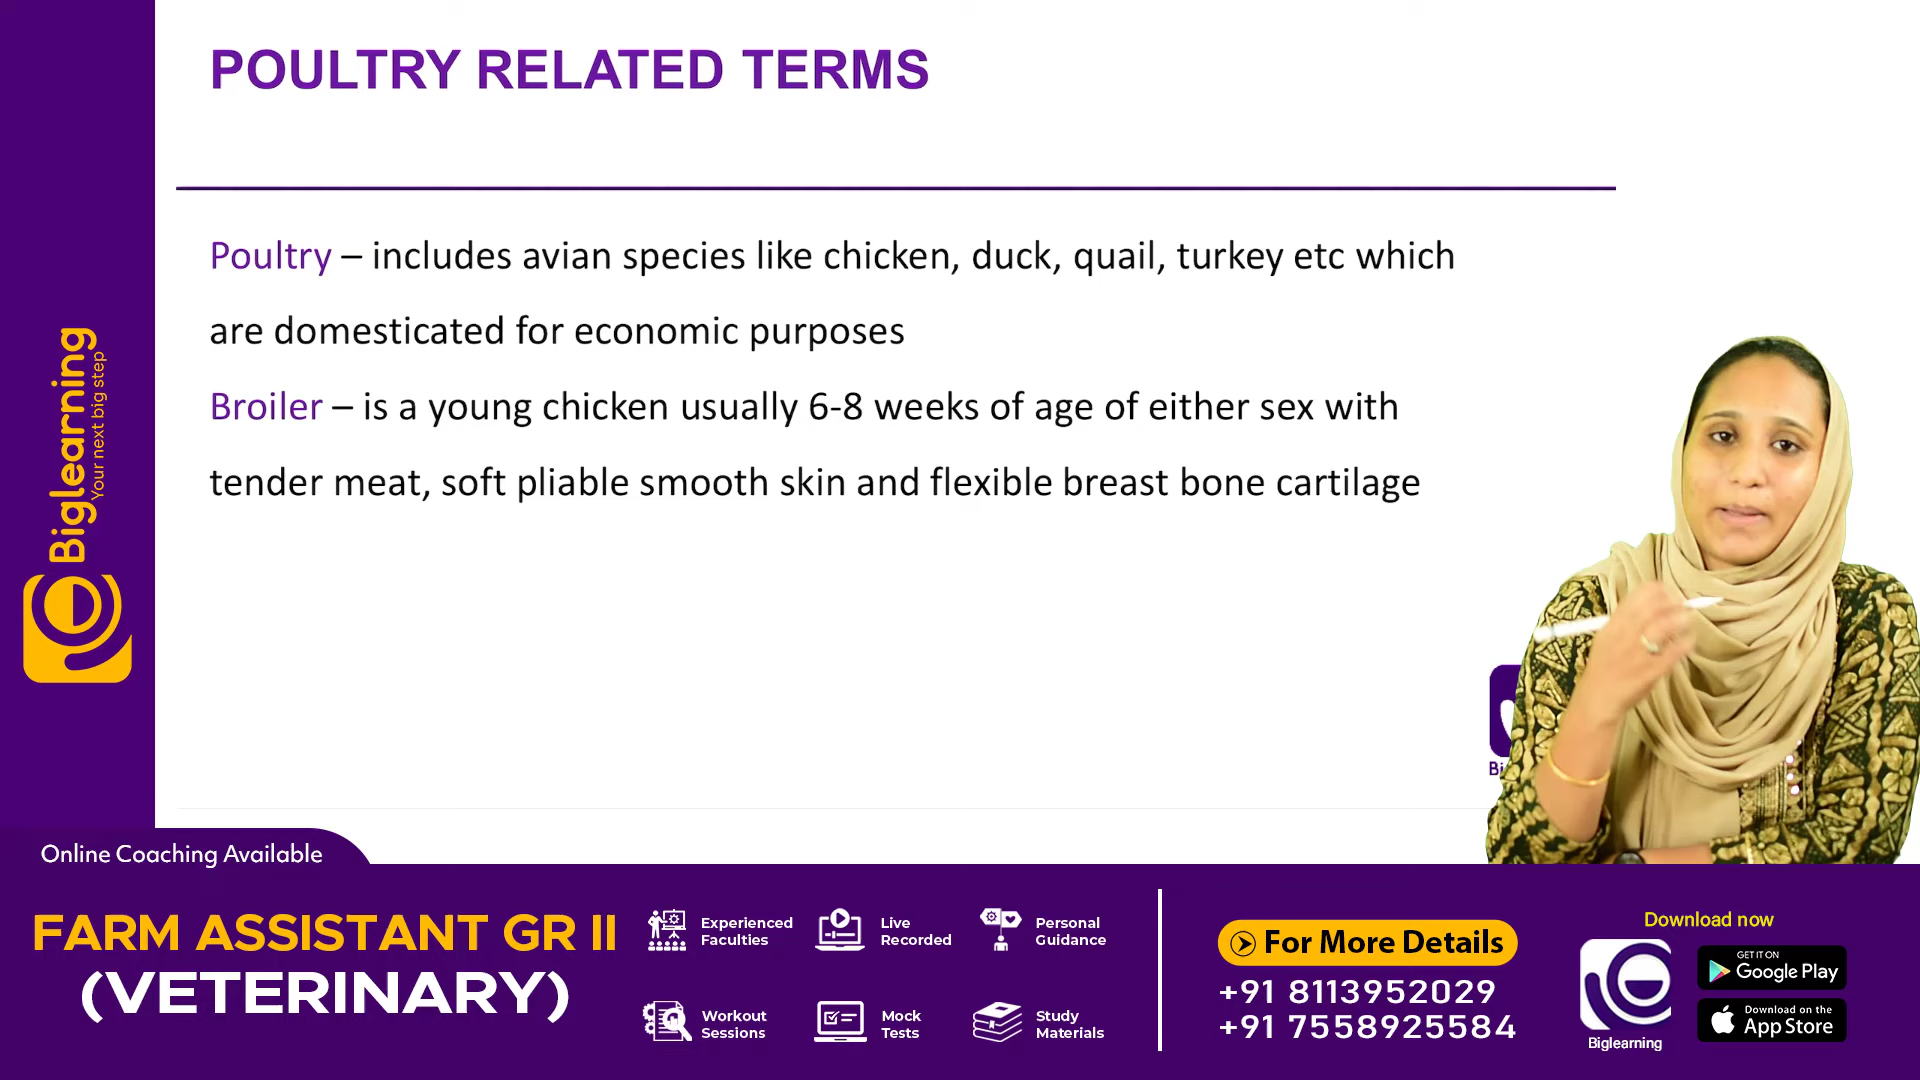 POULTRY RELATED TERMS
Poultry – includes avian species like chicken, duck, quail, turkey etc which
are domesticated for economic purposes
Broiler – is a young chicken usually 6-8 weeks of age of either sex with
tender meat, soft pliable smooth skin and flexible breast bone cartilage
Biglearning
Your next big step
Online Coaching Available
FARM ASSISTANT GR II
(VETERINARY)
Experienced
Faculties
Live
Recorded
Personal
Guidance
Workout
Sessions
Mock
Tests
Study
Materials
For More Details
+91 8113952029
+91 7558925584
Download now
Biglearning
GET IT ON
Google Play
Download on the
App Store